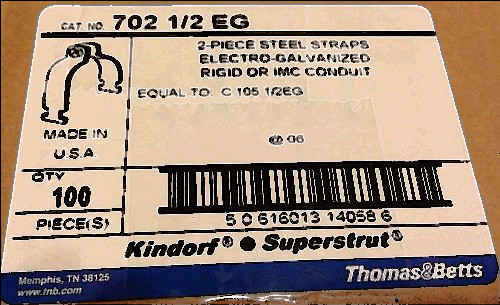 CAT. NO. 702 1/2 EG
2-PIECE STEEL STRAPS
ELECTRO-GALVANIZED
RIGID OR IMC CONDUIT
EQUAL TO: C 105 1/2EG
MADE IN
U.S.A.
06
QTY
100
PIECE(S)
5 0 616013 14058 6
Kindorf® ● Superstrut®
Memphis, TN 38125
www.tnb.com
Thomas&Betts